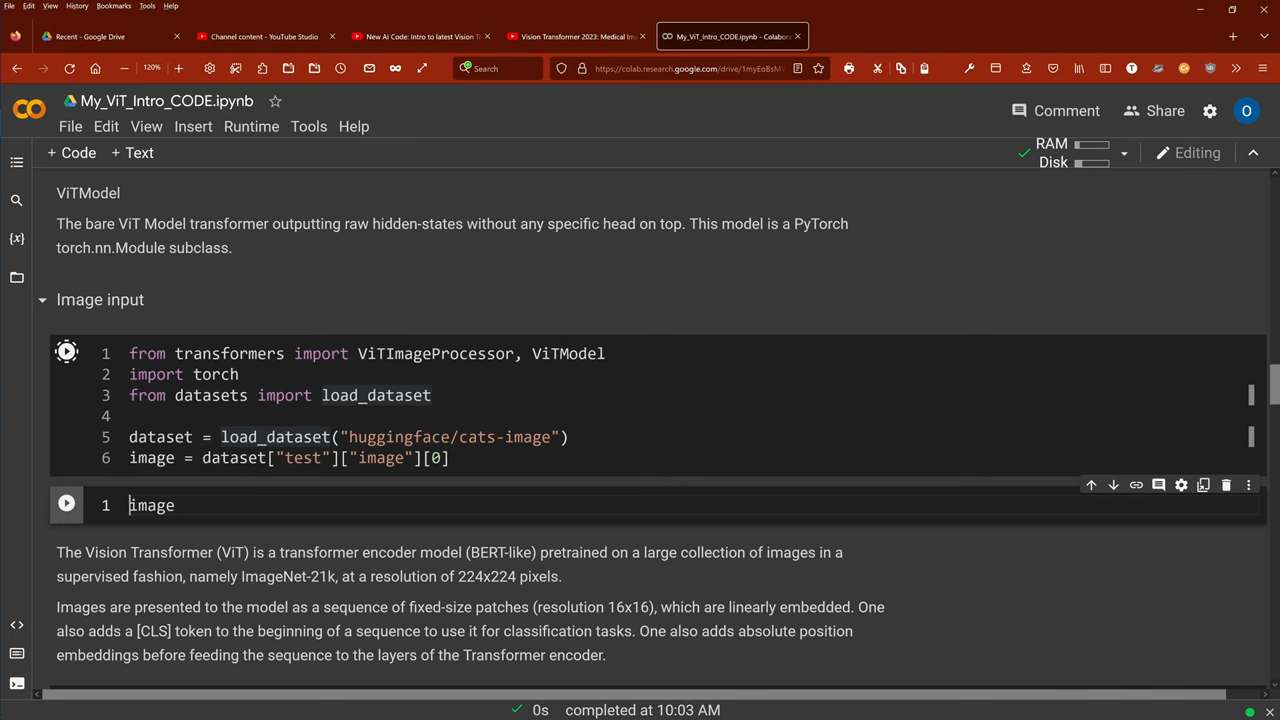 File Edit View History Bookmarks Tools Help
Recent - Google Drive
Channel content - YouTube Studio
New AI Code: Intro to latest Vision T
Vision Transformer 2023: Medical Im
My_ViT_Intro_CODE.ipynb - Colabora
120%
Search
https://colab.research.google.com/drive/1myEoBsMV
My_ViT_Intro_CODE.ipynb
Comment
Share
O
File Edit View Insert Runtime Tools Help
+ Code + Text
RAM
Disk
Editing
ViTModel
The bare ViT Model transformer outputting raw hidden-states without any specific head on top. This model is a PyTorch
torch.nn.Module subclass.
Image input
1 from transformers import ViTImageProcessor, ViTModel
2 import torch
3 from datasets import load_dataset
4
5 dataset = load_dataset("huggingface/cats-image")
6 image = dataset["test"]["image"][0]
1 image
The Vision Transformer (ViT) is a transformer encoder model (BERT-like) pretrained on a large collection of images in a
supervised fashion, namely ImageNet-21k, at a resolution of 224x224 pixels.
Images are presented to the model as a sequence of fixed-size patches (resolution 16x16), which are linearly embedded. One
also adds a [CLS] token to the beginning of a sequence to use it for classification tasks. One also adds absolute position
embeddings before feeding the sequence to the layers of the Transformer encoder.
0s completed at 10:03 AM